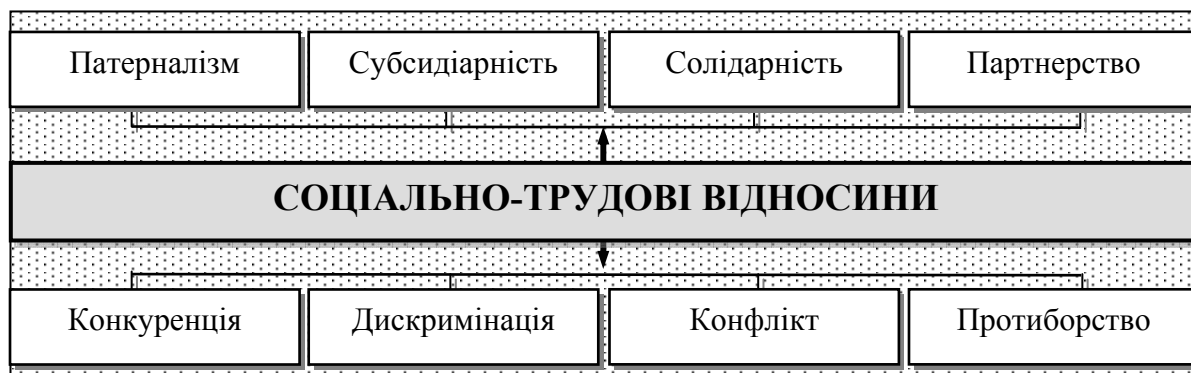 Патерналізм
Субсидіарність
Солідарність
Партнерство
СОЦІАЛЬНО-ТРУДОВІ ВІДНОСИНИ
Конкуренція
Дискримінація
Конфлікт
Протиборство